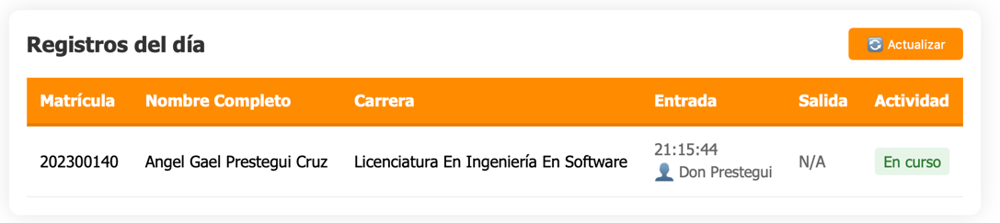 Registros del día
Actualizar
Matrícula Nombre Completo Carrera Entrada Salida Actividad
202300140 Angel Gael Prestegui Cruz Licenciatura En Ingeniería En Software 21:15:44 N/A En curso
Don Prestegui